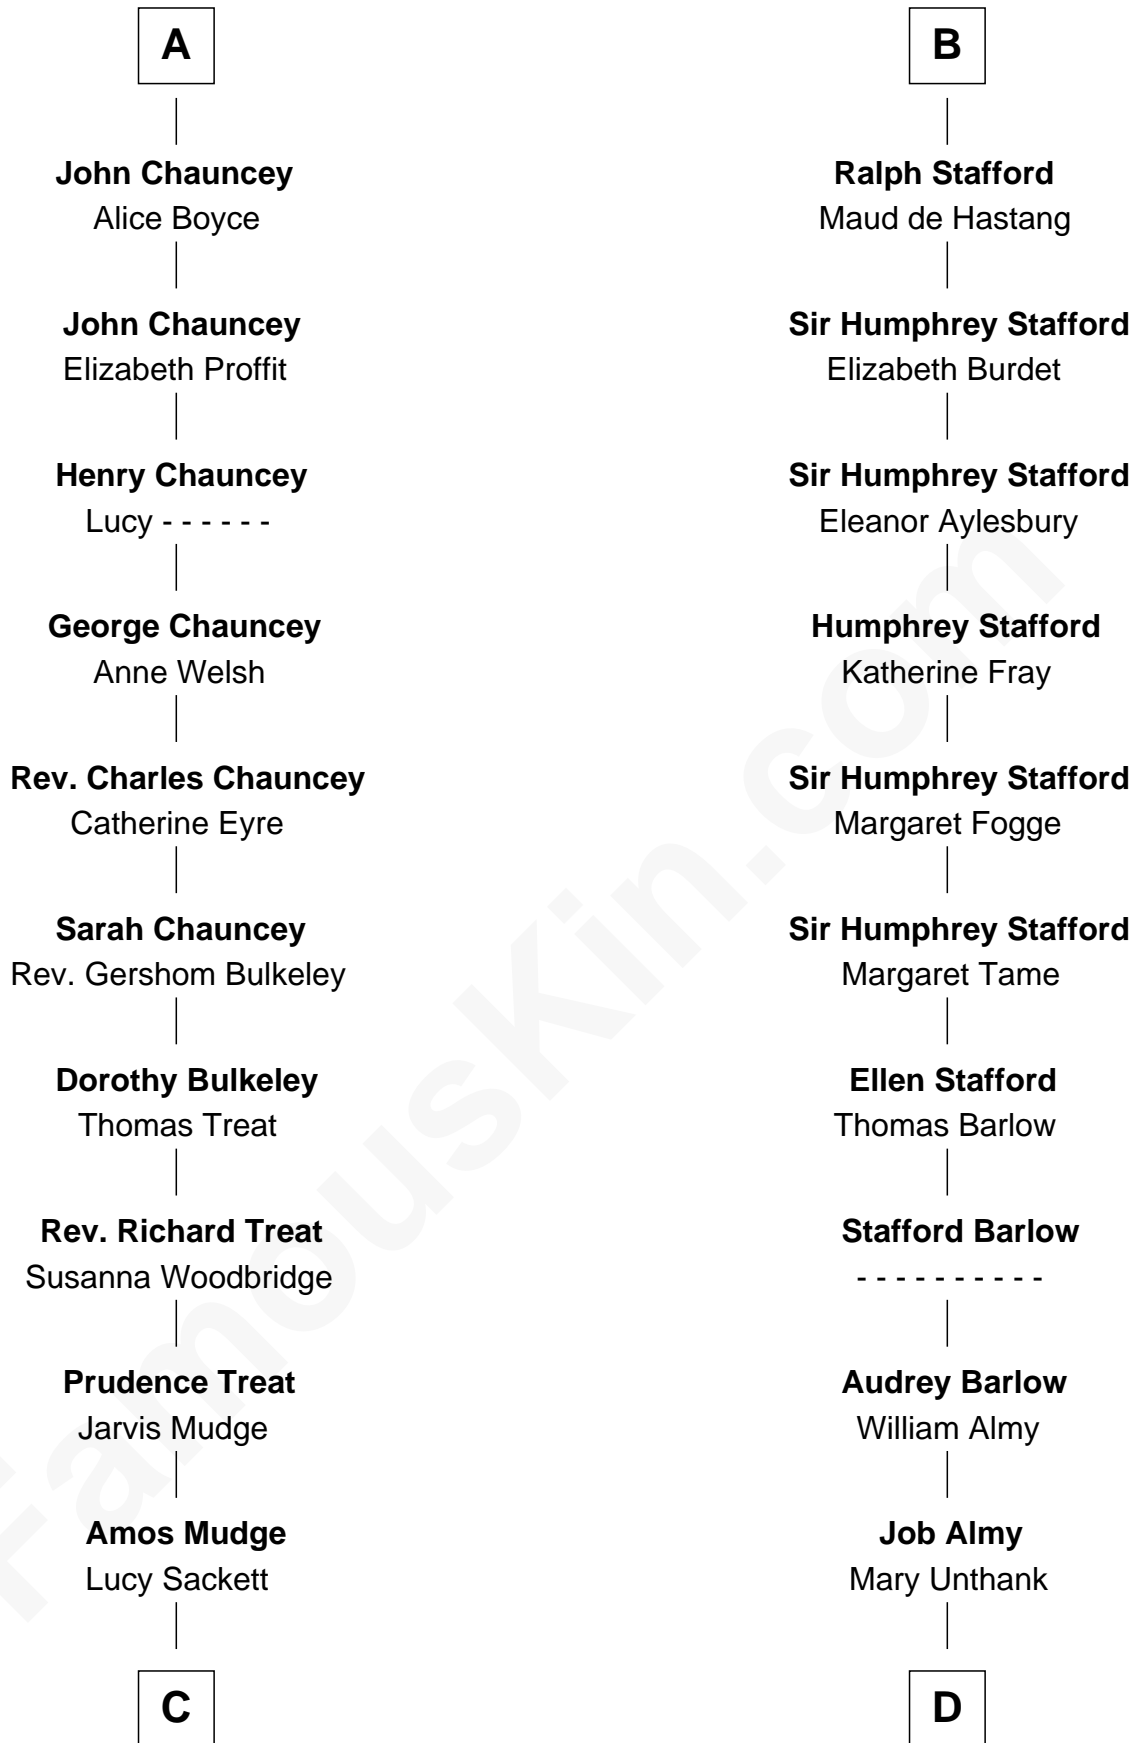 A
John Chauncey
Alice Boyce
John Chauncey
Elizabeth Proffit
Henry Chauncey
Lucy - - - - - -
George Chauncey
Anne Welsh
Rev. Charles Chauncey
Catherine Eyre
Sarah Chauncey
Rev. Gershom Bulkeley
Dorothy Bulkeley
Thomas Treat
Rev. Richard Treat
Susanna Woodbridge
Prudence Treat
Jarvis Mudge
Amos Mudge
Lucy Sackett
C
B
Ralph Stafford
Maud de Hastang
Sir Humphrey Stafford
Elizabeth Burdet
Sir Humphrey Stafford
Eleanor Aylesbury
Humphrey Stafford
Katherine Fray
Sir Humphrey Stafford
Margaret Fogge
Sir Humphrey Stafford
Margaret Tame
Ellen Stafford
Thomas Barlow
Stafford Barlow
- - - - - - - - - -
Audrey Barlow
William Almy
Job Almy
Mary Unthank
D
FamousKin.com